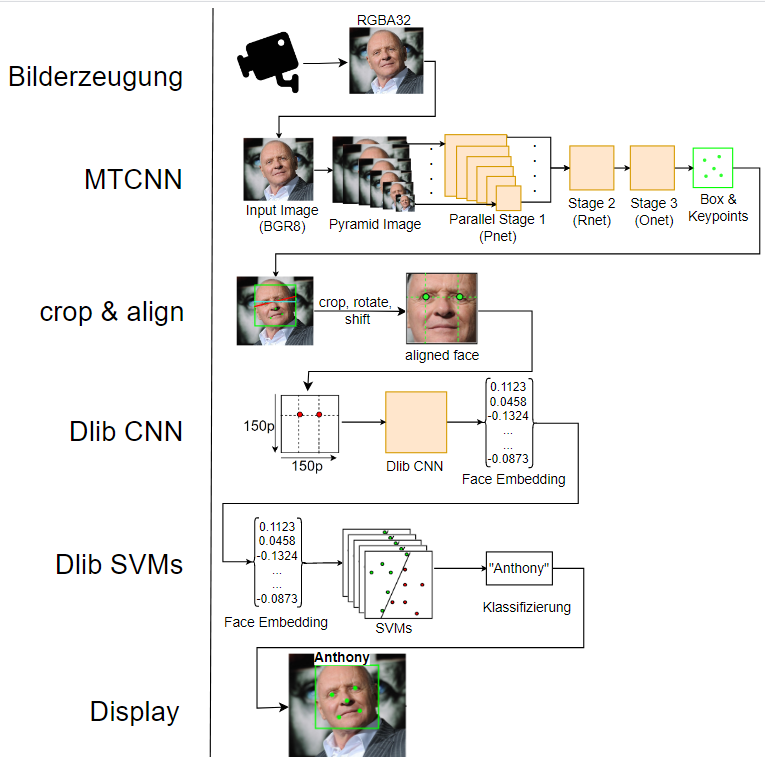 RGBA32
Bilderzeugung
MTCNN
Input Image
(BGR8)
Pyramid Image
Parallel Stage 1
(Pnet)
Stage 2
(Rnet)
Stage 3
(Onet)
Box &
Keypoints
crop & align
crop, rotate,
shift
aligned face
Dlib CNN
150p
150p
Dlib CNN
0.1123
0.0458
-0.1324
...
...
-0.0873
Face Embedding
Dlib SVMs
0.1123
0.0458
-0.1324
...
...
-0.0873
Face Embedding
SVMs
"Anthony"
Klassifizierung
Display
Anthony